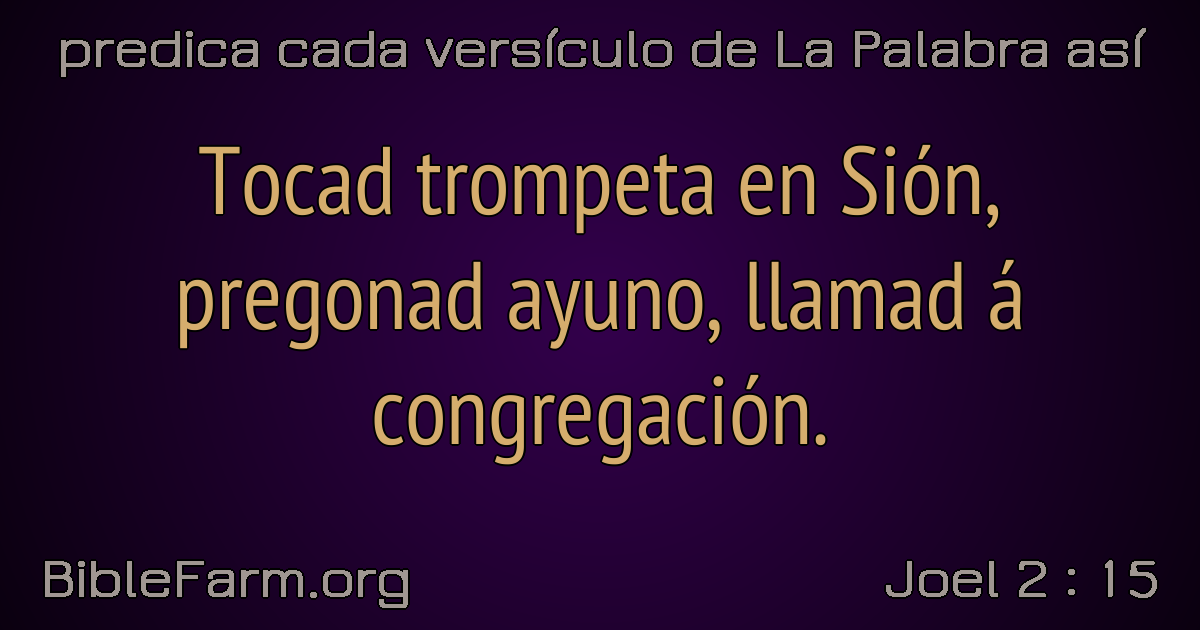 predica cada versículo de La Palabra así
Tocad trompeta en Sión,
pregonad ayuno, llamad á
congregación.
BibleFarm.org
Joel 2 : 15